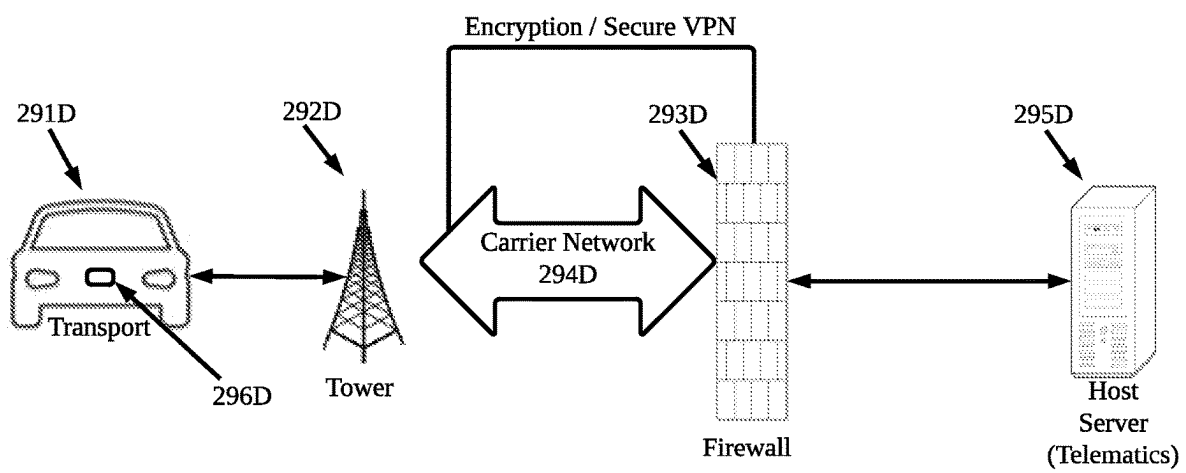 Encryption / Secure VPN
291D
292D
293D
295D
Carrier Network
294D
Transport
296D
Tower
Firewall
Host
Server
(Telematics)